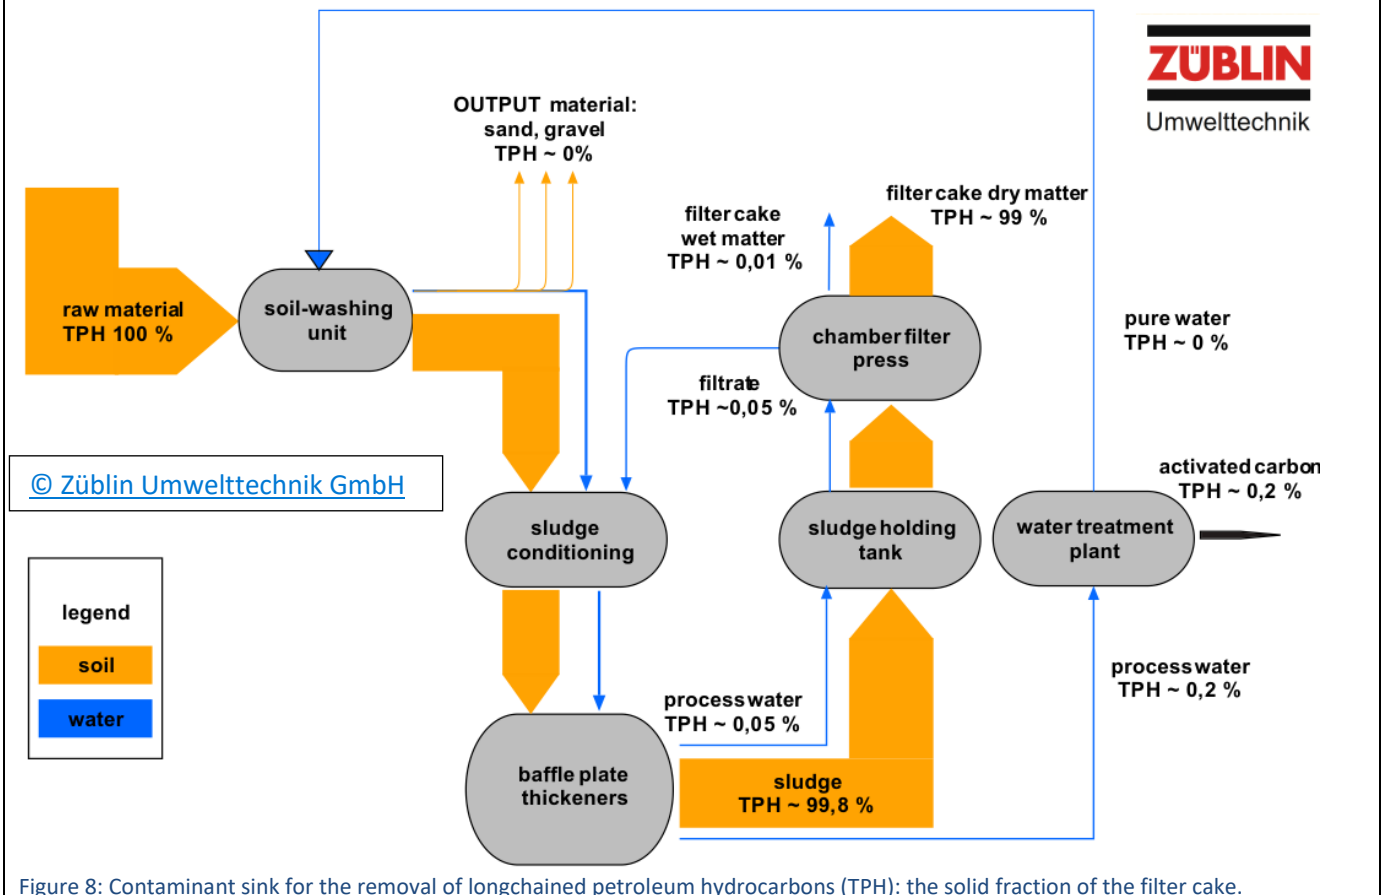 ZÜBLIN
Umwelttechnik
OUTPUT material:
sand, gravel
TPH ~ 0%
filter cake dry matter
TPH ~ 99 %
filter cake
wet matter
TPH ~ 0,01 %
raw material
TPH 100 %
soil-washing
unit
chamber filter
press
pure water
TPH ~ 0 %
filtrate
TPH ~0,05 %
© Züblin Umwelttechnik GmbH
activated carbon
TPH ~ 0,2 %
sludge
conditioning
sludge holding
tank
water treatment
plant
legend
soil
water
process water
TPH ~ 0,05 %
process water
TPH ~ 0,2 %
baffle plate
thickeners
sludge
TPH ~ 99,8 %
Figure 8: Contaminant sink for the removal of longchained petroleum hydrocarbons (TPH): the solid fraction of the filter cake.